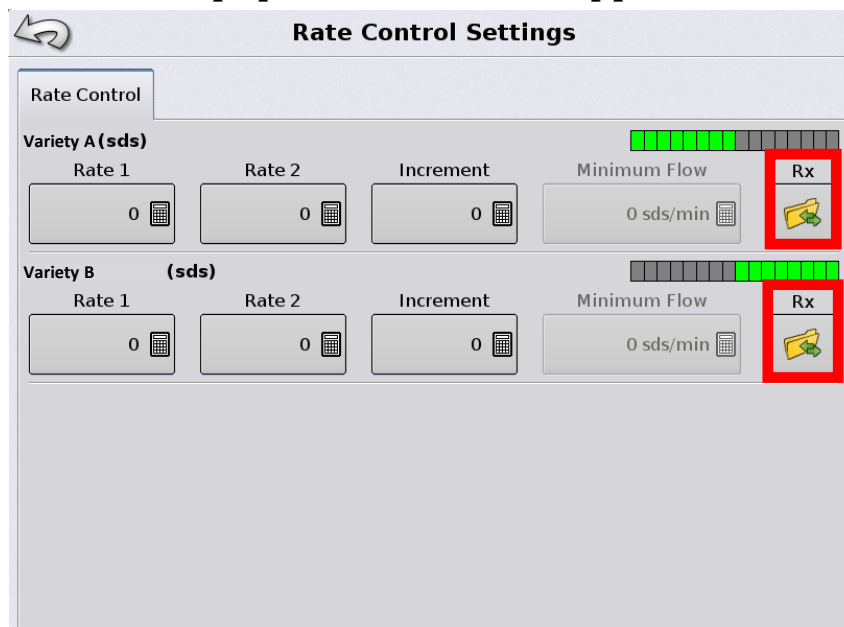 Rate Control Settings
Rate Control
Variety A (sds)
Rate 1 Rate 2 Increment Minimum Flow Rx
0 0 0 0 sds/min
Variety B (sds)
Rate 1 Rate 2 Increment Minimum Flow Rx
0 0 0 0 sds/min